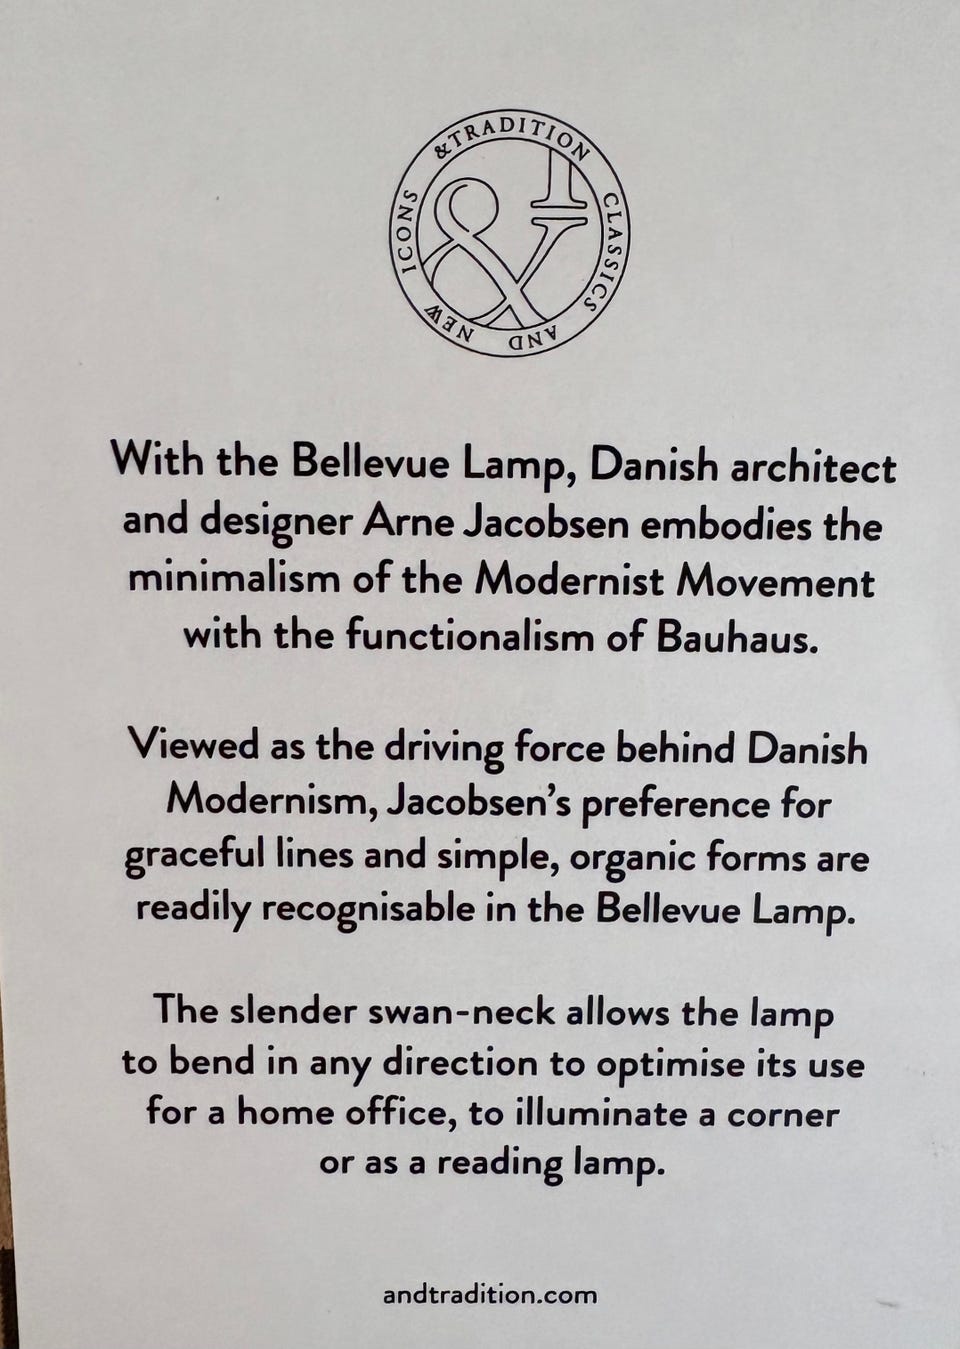 &TRADITION CLASSICS AND NEW ICONS
&
With the Bellevue Lamp, Danish architect
and designer Arne Jacobsen embodies the
minimalism of the Modernist Movement
with the functionalism of Bauhaus.
Viewed as the driving force behind Danish
Modernism, Jacobsen's preference for
graceful lines and simple, organic forms are
readily recognisable in the Bellevue Lamp.
The slender swan-neck allows the lamp
to bend in any direction to optimise its use
for a home office, to illuminate a corner
or as a reading lamp.
andtradition.com